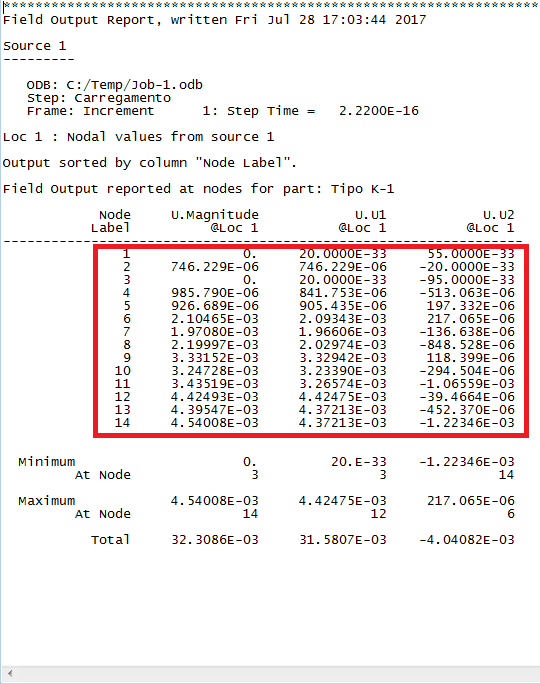 ********************************************************************
Field Output Report, written Fri Jul 28 17:03:44 2017
Source 1
---------
ODB: C:/Temp/Job-1.odb
Step: Carregamento
Frame: Increment      1: Step Time =   2.2200E-16
Loc 1 : Nodal values from source 1
Output sorted by column "Node Label".
Field Output reported at nodes for part: Tipo K-1
Node     U.Magnitude            U.U1            U.U2
Label          @Loc 1          @Loc 1          @Loc 1
-----------------------------------------------------------------
1              0.     20.0000E-33     55.0000E-33
2     746.229E-06     746.229E-06    -20.0000E-33
3              0.     20.0000E-33    -95.0000E-33
4     985.790E-06     841.753E-06    -513.063E-06
5     926.689E-06     905.435E-06     197.332E-06
6     2.10465E-03     2.09343E-03     217.065E-06
7     1.97080E-03     1.96606E-03    -136.638E-06
8     2.19997E-03     2.02974E-03    -848.528E-06
9     3.33152E-03     3.32942E-03     118.399E-06
10     3.24728E-03     3.23390E-03    -294.504E-06
11     3.43519E-03     3.26574E-03    -1.06559E-03
12     4.42493E-03     4.42475E-03    -39.4664E-06
13     4.39547E-03     4.37213E-03    -452.370E-06
14     4.54008E-03     4.37213E-03    -1.22346E-03
Minimum              0.        20.E-33    -1.22346E-03
At Node               3               3              14
Maximum     4.54008E-03     4.42475E-03     217.065E-06
At Node              14              12               6
Total     32.3086E-03     31.5807E-03    -4.04082E-03